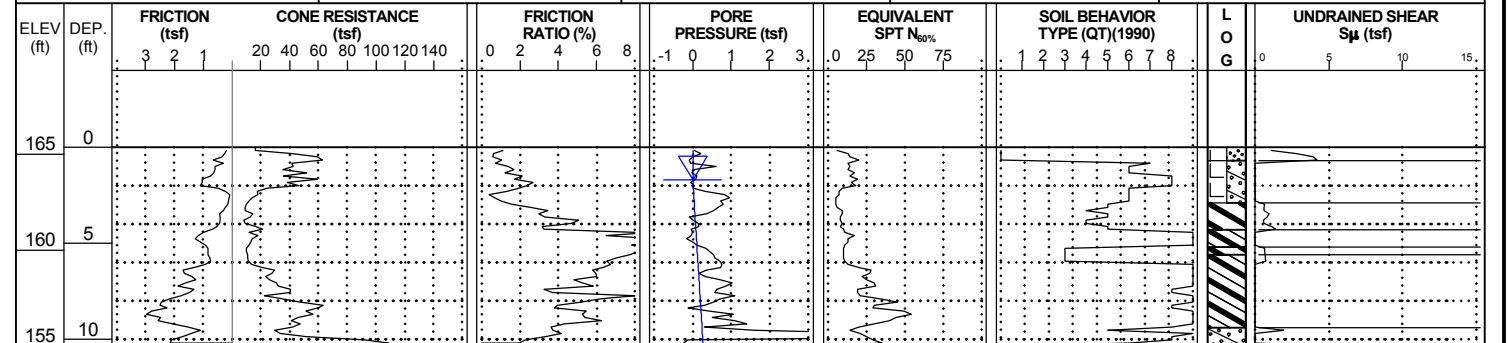 ELEV (ft)
DEP. (ft)
FRICTION (tsf)
3 2 1
CONE RESISTANCE (tsf)
20 40 60 80 100 120 140
FRICTION RATIO (%)
0 2 4 6 8
PORE PRESSURE (tsf)
-1 0 1 2 3
EQUIVALENT SPT N60%
0 25 50 75
SOIL BEHAVIOR TYPE (QT)(1990)
1 2 3 4 5 6 7 8
L
O
G
UNDRAINED SHEAR
Sμ (tsf)
0 5 10 15
165 0
160 5
155 10